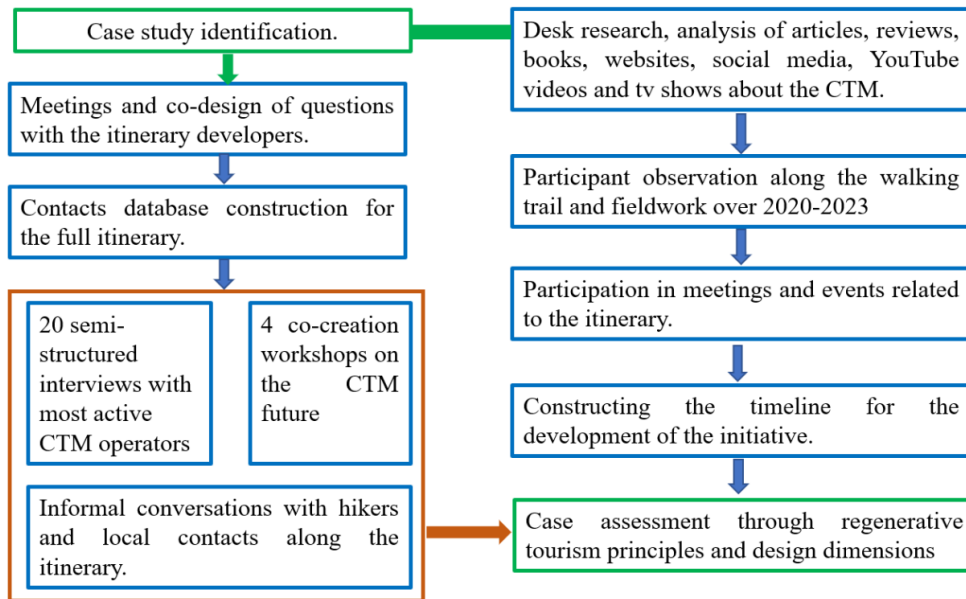 Case study identification.
Meetings and co-design of questions
with the itinerary developers.
Contacts database construction for
the full itinerary.
20 semi-
structured
interviews with
most active
CTM operators
4 co-creation
workshops on
the CTM
future
Informal conversations with hikers
and local contacts along the
itinerary.
Desk research, analysis of articles, reviews,
books, websites, social media, YouTube
videos and tv shows about the CTM.
Participant observation along the walking
trail and fieldwork over 2020-2023
Participation in meetings and events related
to the itinerary.
Constructing the timeline for the
development of the initiative.
Case assessment through regenerative
tourism principles and design dimensions